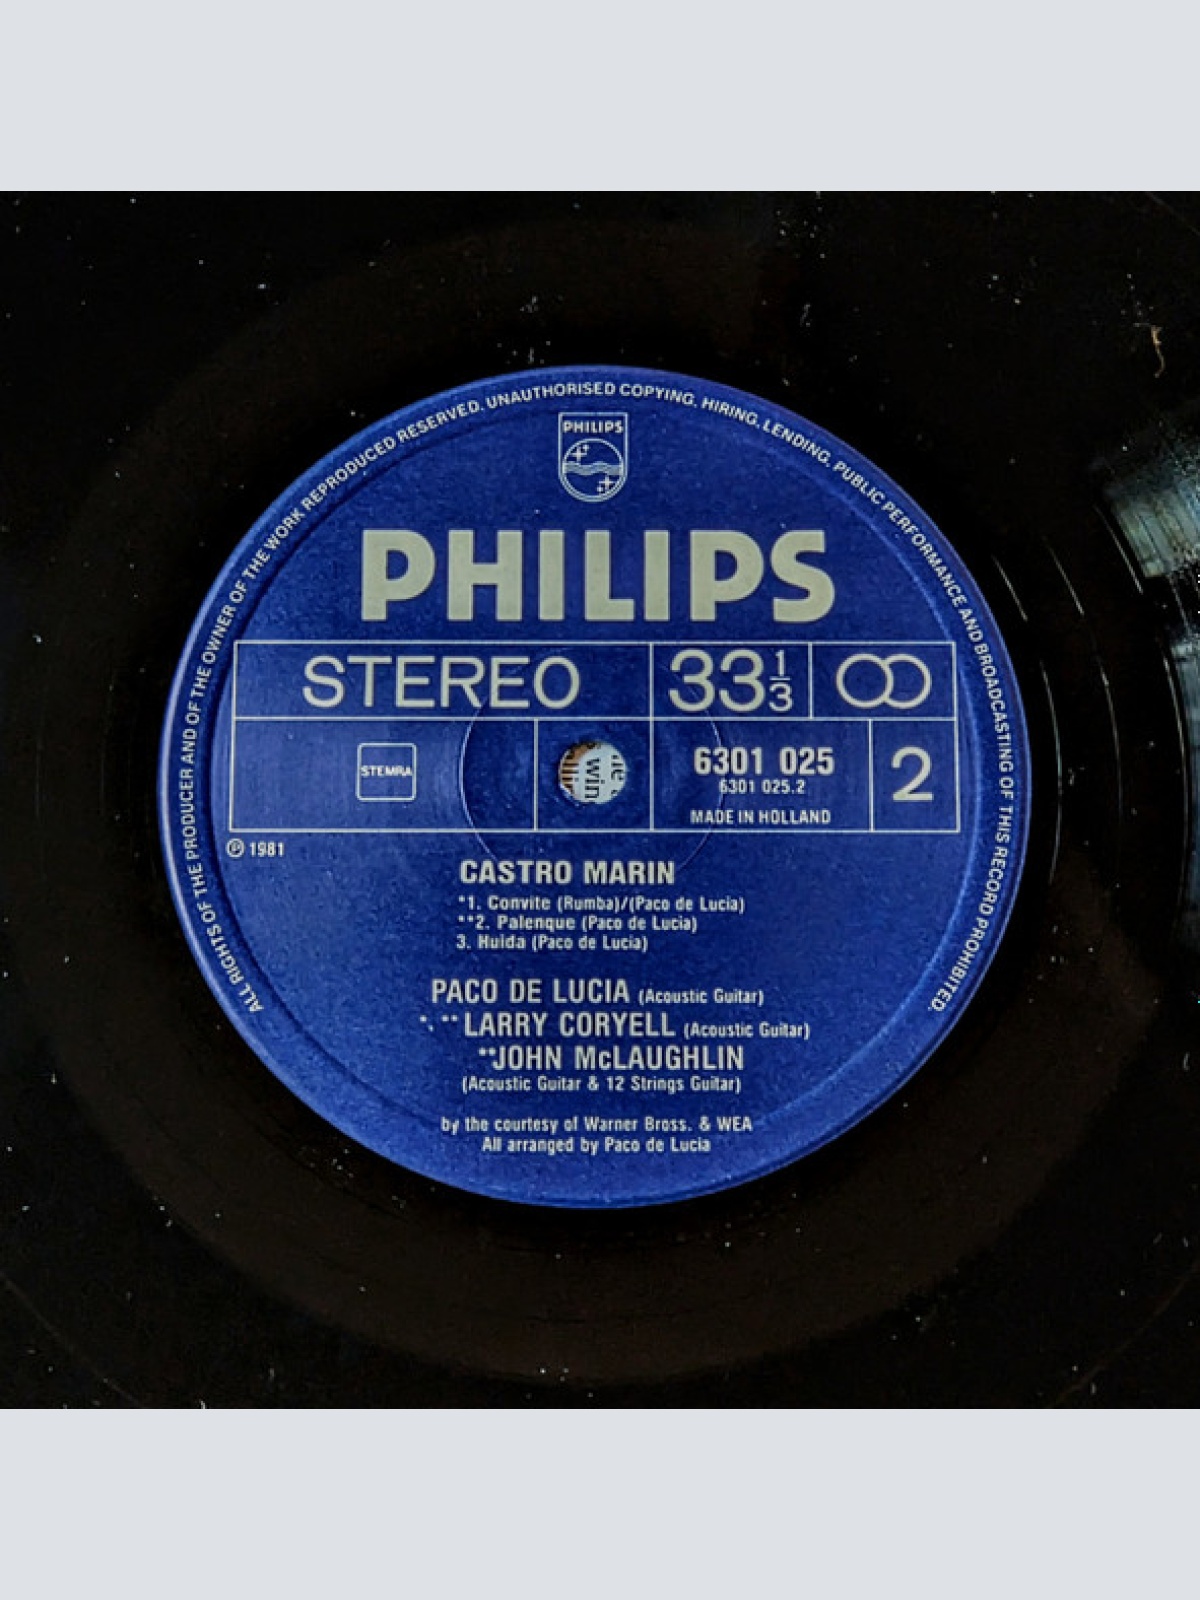 ALL RIGHTS OF THE PRODUCER AND OF THE OWNER OF THE WORK REPRODUCED RESERVED. UNAUTHORISED COPYING, HIRING, LENDING, PUBLIC PERFORMANCE AND BROADCASTING OF THIS RECORD PROHIBITED.
PHILIPS
PHILIPS
STEREO 33 1/3
STEMRA
6301 025 2
6301 025.2
MADE IN HOLLAND
℗ 1981
CASTRO MARIN
*1. Convite (Rumba)/(Paco de Lucia)
**2. Palenque (Paco de Lucia)
3. Huida (Paco de Lucia)
PACO DE LUCIA (Acoustic Guitar)
*, ** LARRY CORYELL (Acoustic Guitar)
**JOHN McLAUGHLIN
(Acoustic Guitar & 12 Strings Guitar)
by the courtesy of Warner Bross. & WEA
All arranged by Paco de Lucia